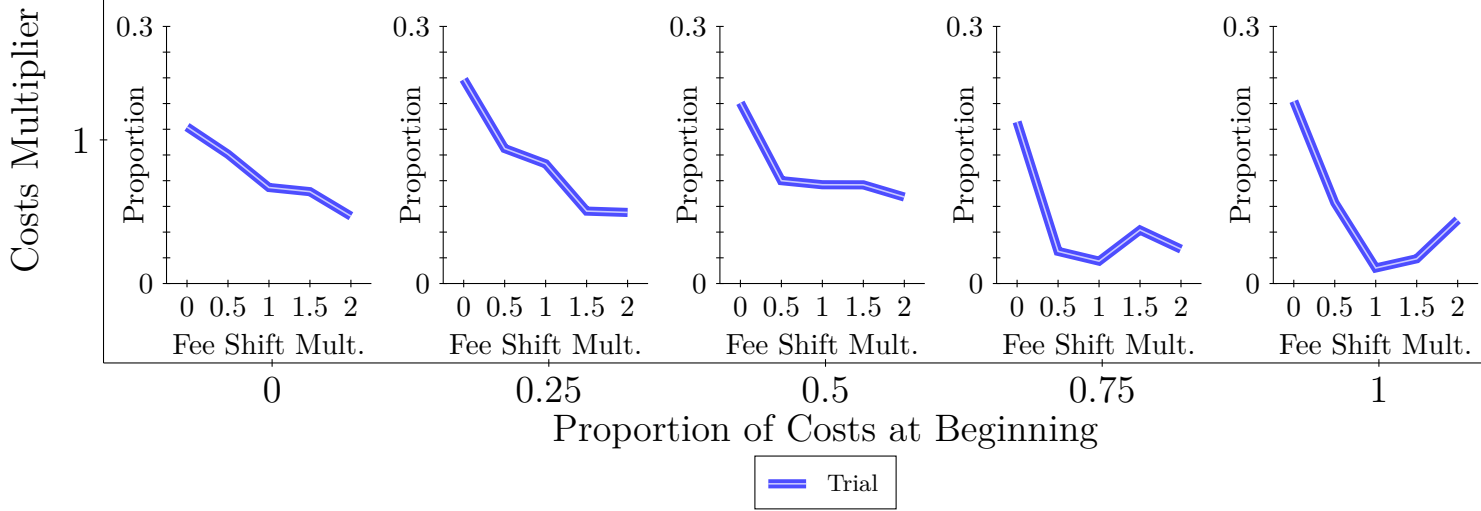 Costs Multiplier
1
0.3
0
Proportion
0 0.5 1 1.5 2
Fee Shift Mult.
0.3
0
Proportion
0 0.5 1 1.5 2
Fee Shift Mult.
0.3
0
Proportion
0 0.5 1 1.5 2
Fee Shift Mult.
0.3
0
Proportion
0 0.5 1 1.5 2
Fee Shift Mult.
0.3
0
Proportion
0 0.5 1 1.5 2
Fee Shift Mult.
0 0.25 0.5 0.75 1
Proportion of Costs at Beginning
Trial